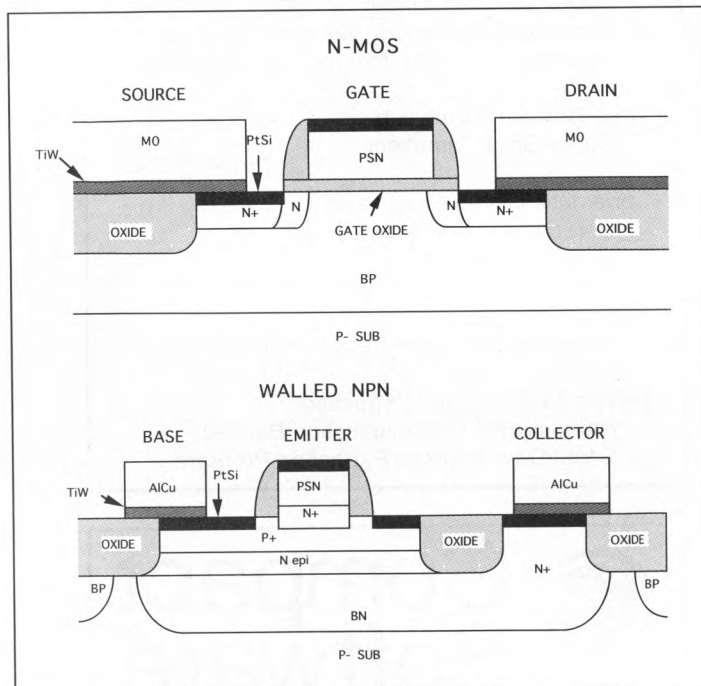 N-MOS
SOURCE GATE DRAIN
MO PtSi MO
TiW PSN
N+ N N N+
OXIDE GATE OXIDE OXIDE
BP
P- SUB
WALLED NPN
BASE EMITTER COLLECTOR
AlCu PtSi PSN AlCu
TiW
N+
OXIDE P+ OXIDE OXIDE
N epi
BP N+ BP
BN
P- SUB